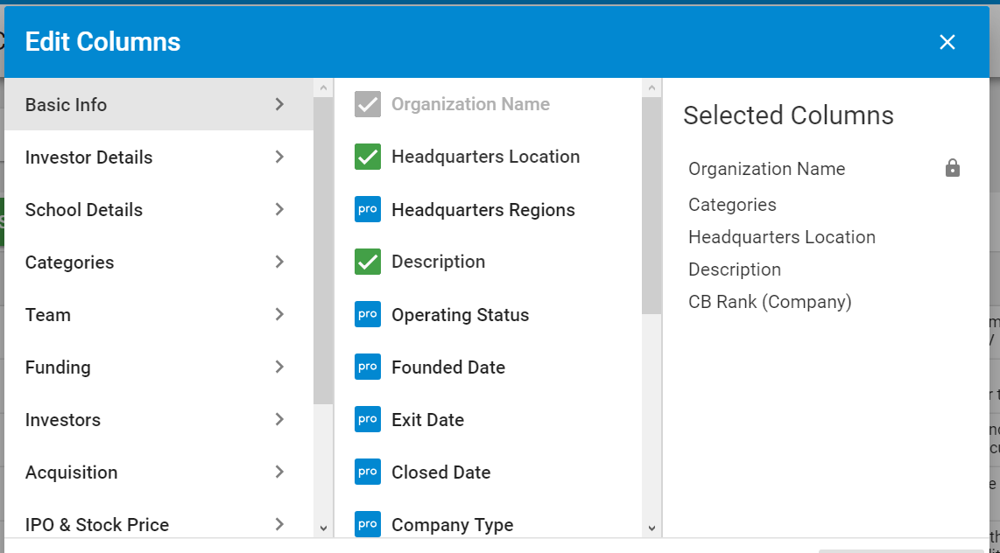 Edit Columns
Basic Info
Investor Details
School Details
Categories
Team
Funding
Investors
Acquisition
IPO & Stock Price
Organization Name
Headquarters Location
pro Headquarters Regions
Description
pro Operating Status
pro Founded Date
pro Exit Date
pro Closed Date
pro Company Type
Selected Columns
Organization Name
Categories
Headquarters Location
Description
CB Rank (Company)